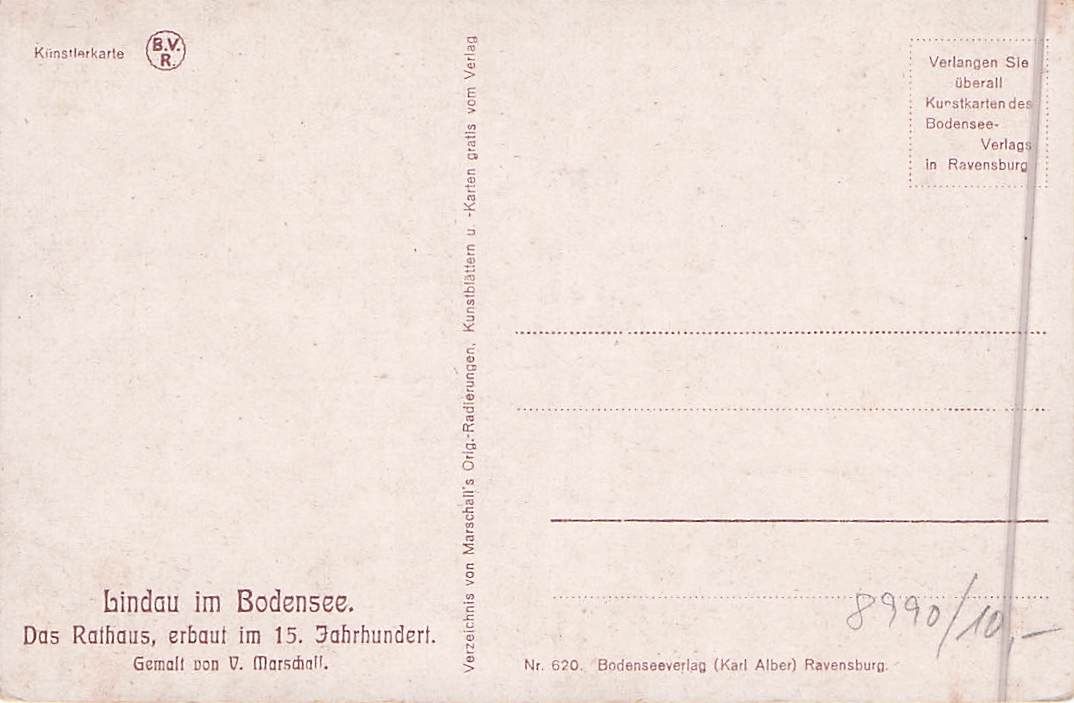 Künstlerkarte
B.V.
R.
Verlangen Sie
überall
Kunstkarten des
Bodensee-
Verlags
in Ravensburg
Verzeichnis von Marschall's Orig.-Radierungen, Kunstblättern u. -Karten gratis vom Verlag
Lindau im Bodensee.
Das Rathaus, erbaut im 15. Jahrhundert.
Gemalt von V. Marschall.
8990/10,-
Nr. 620. Bodenseeverlag (Karl Alber) Ravensburg.